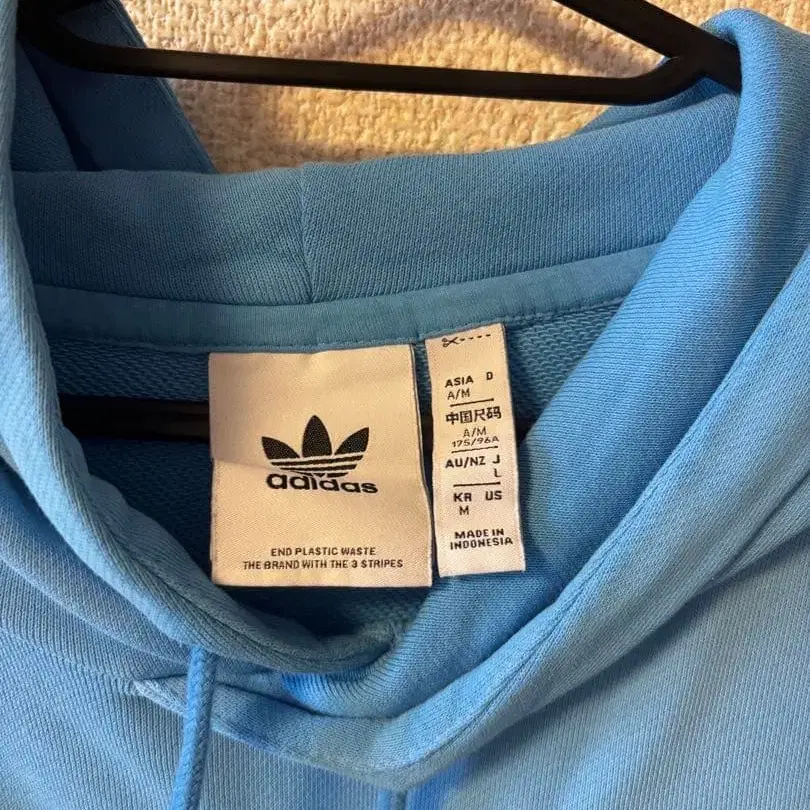 adidas
END PLASTIC WASTE
THE BRAND WITH THE 3 STRIPES
ASIA D
A/M
中国尺码
A/M
175/96A
AU/NZ J
L
KR US
M
MADE IN
INDONESIA